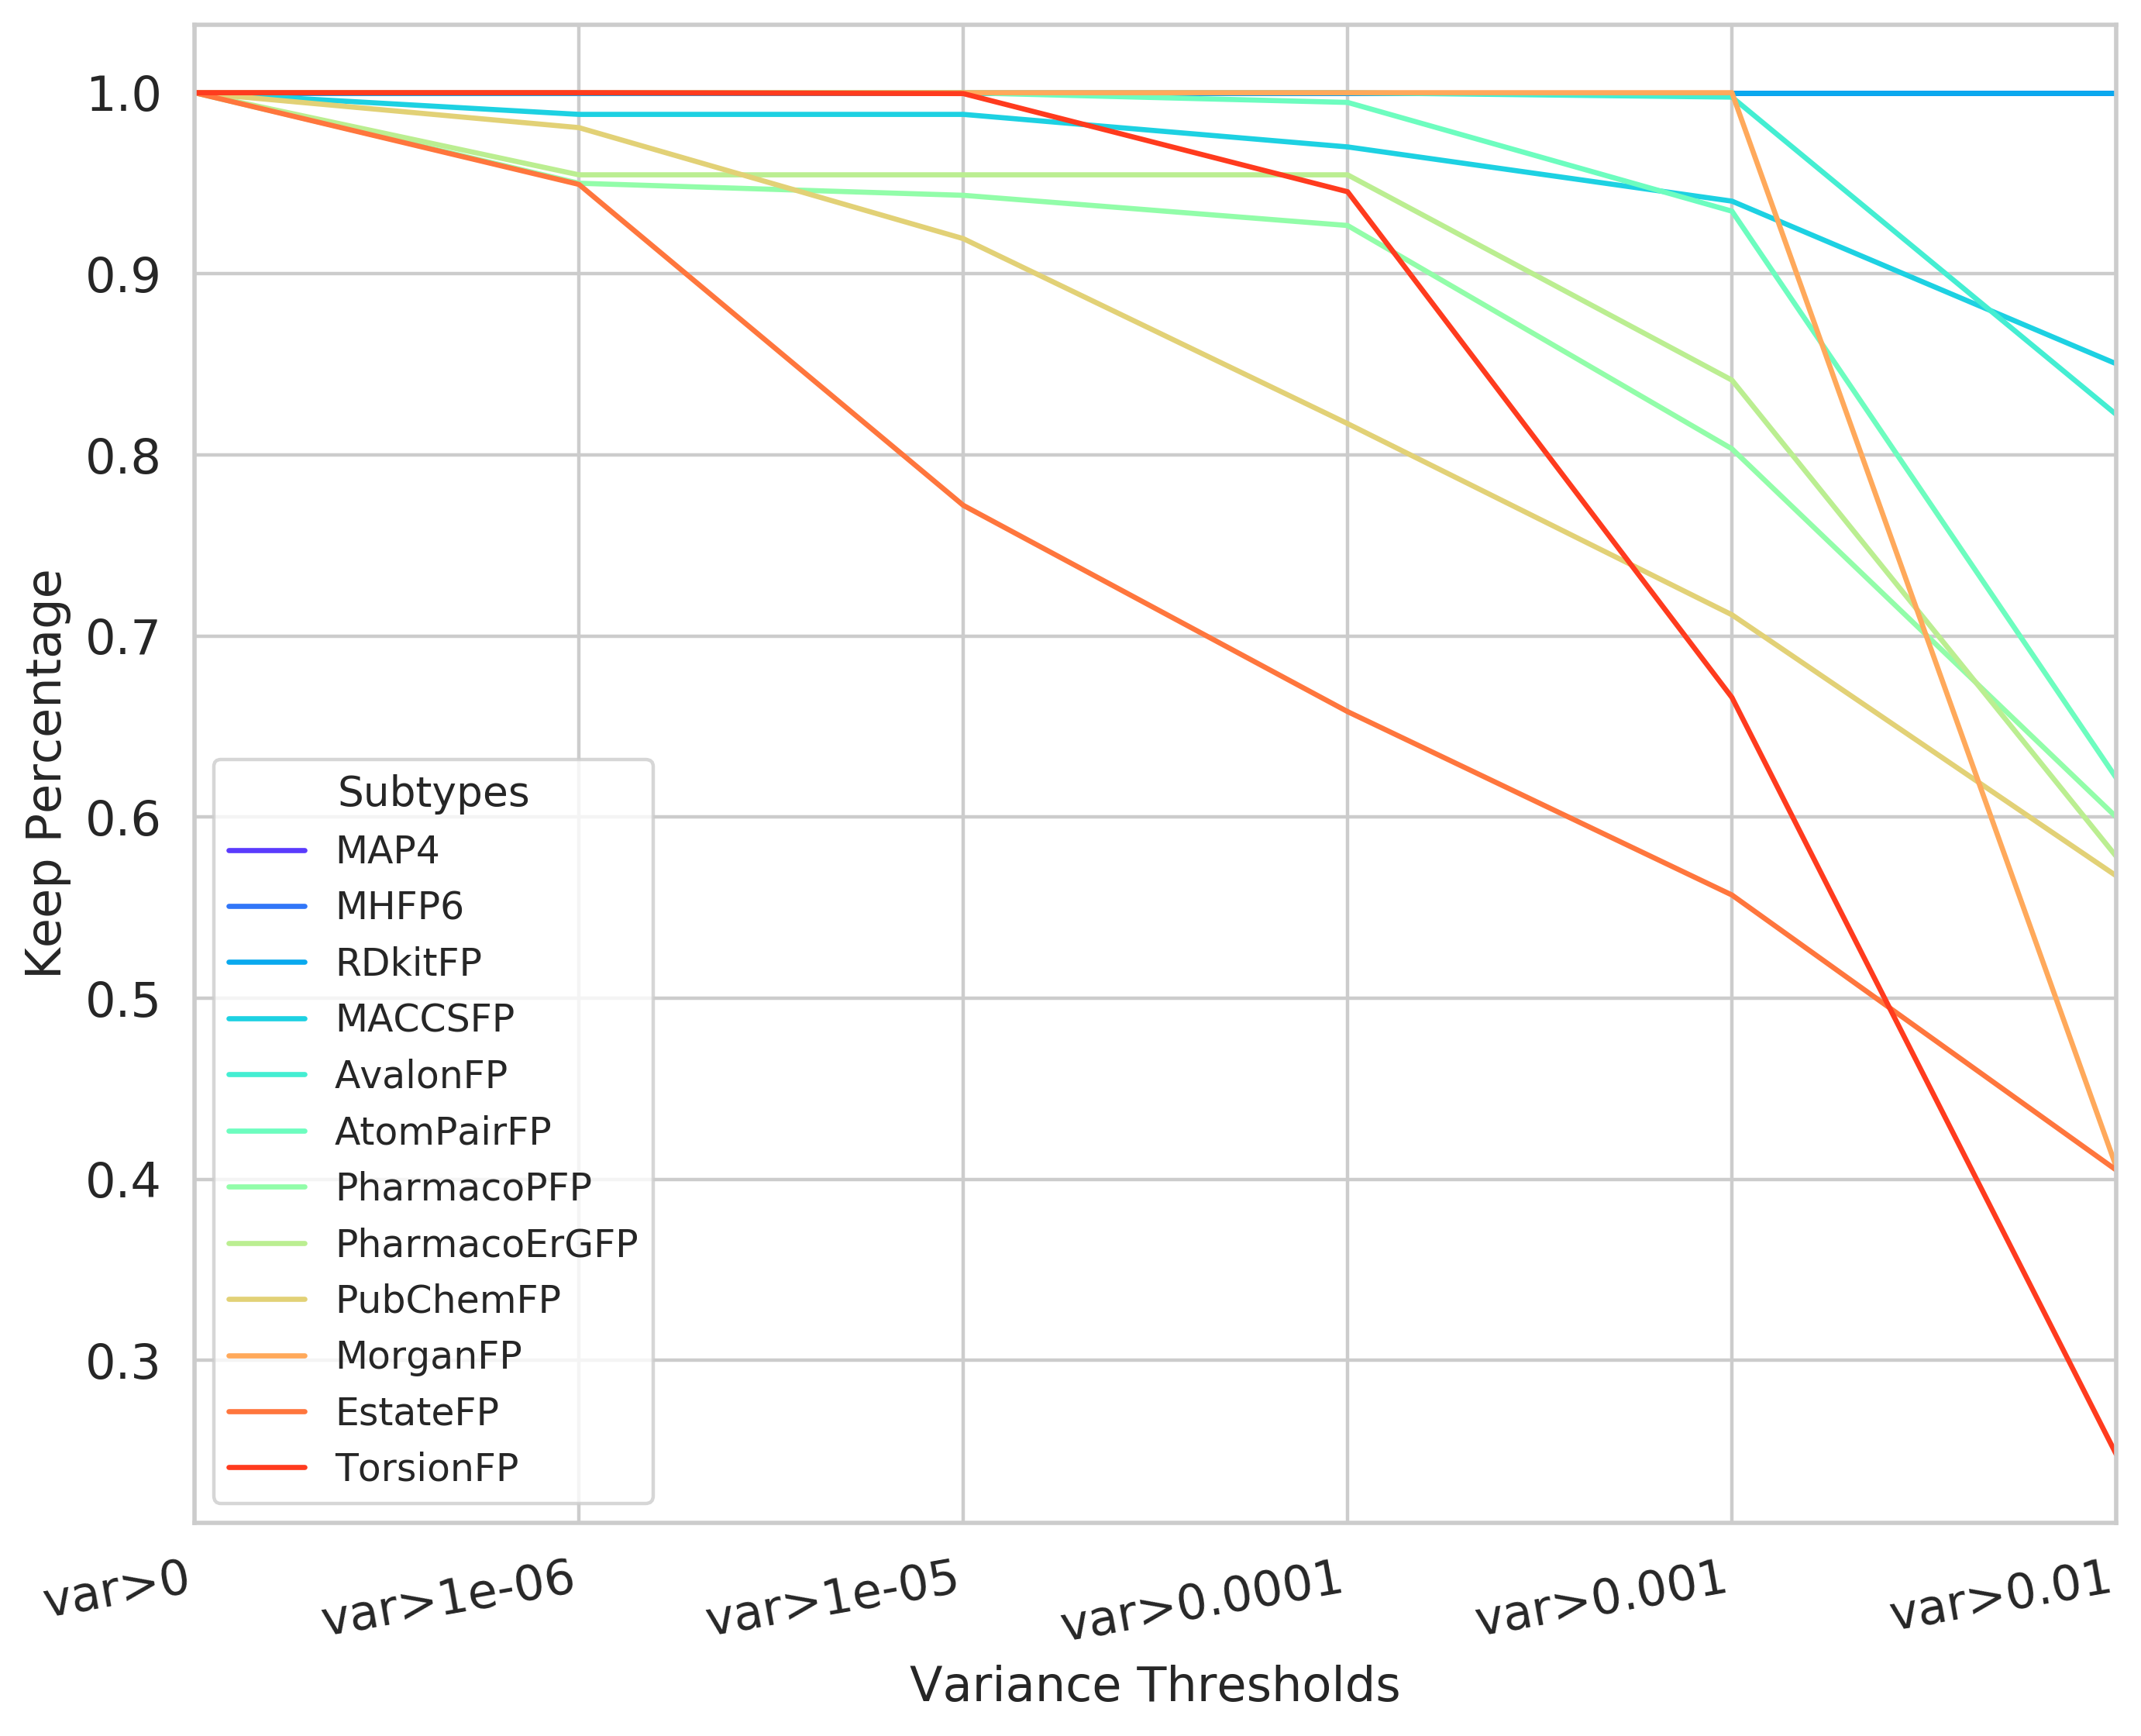 1.0
0.9
0.8
0.7
0.6
0.5
0.4
0.3
Keep Percentage
Subtypes
MAP4
MHFP6
RDkitFP
MACCSFP
AvalonFP
AtomPairFP
PharmacoPFP
PharmacoErGFP
PubChemFP
MorganFP
EstateFP
TorsionFP
var>0
var>1e-06
var>1e-05
var>0.0001
var>0.001
var>0.01
Variance Thresholds